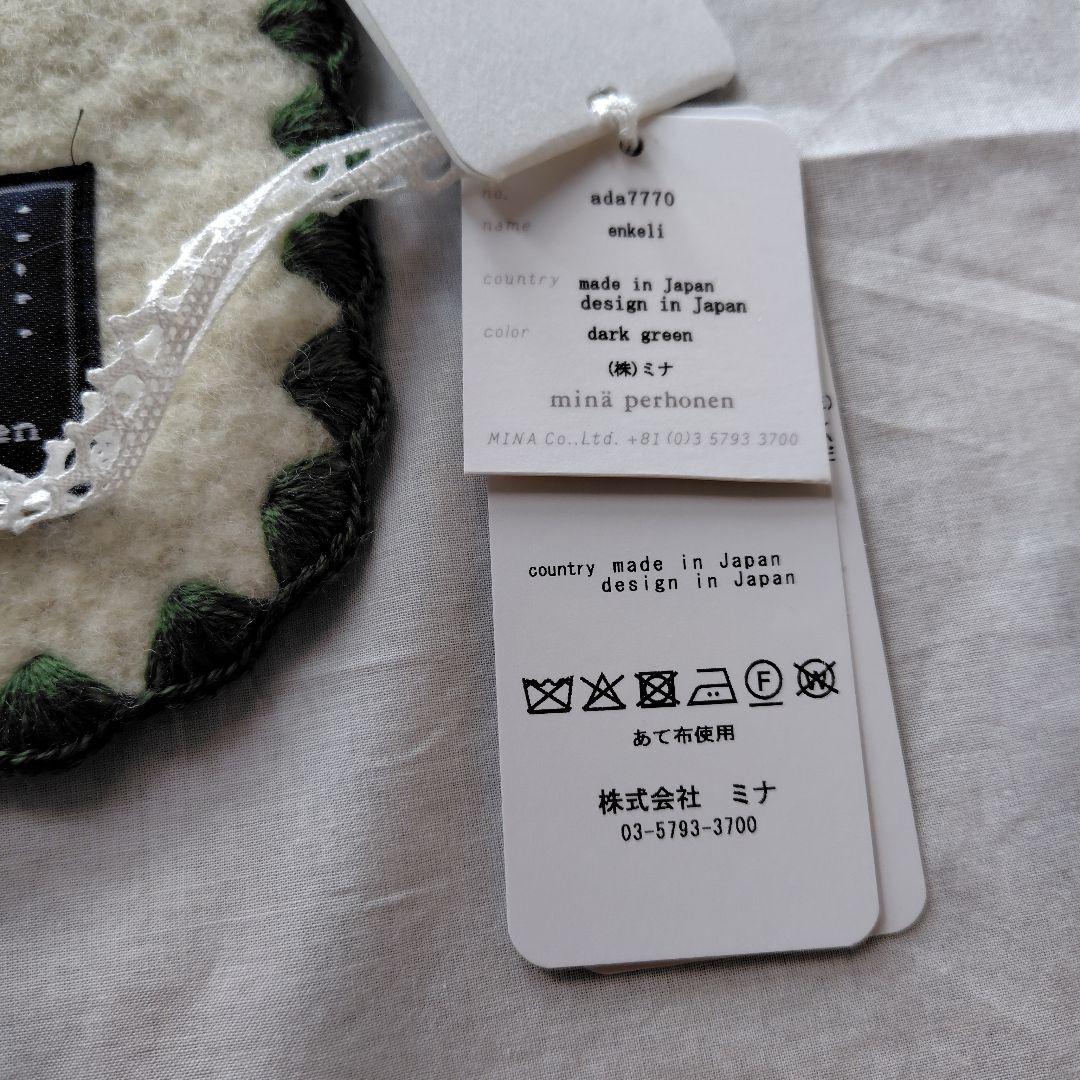 no. ada7770
name enkeli
country made in Japan
design in Japan
color dark green
(株)ミナ
minä perhonen
MINA Co.,Ltd. +81 (0)3 5793 3700
en
country made in Japan
design in Japan
F
W
あて布使用
株式会社 ミナ
03-5793-3700